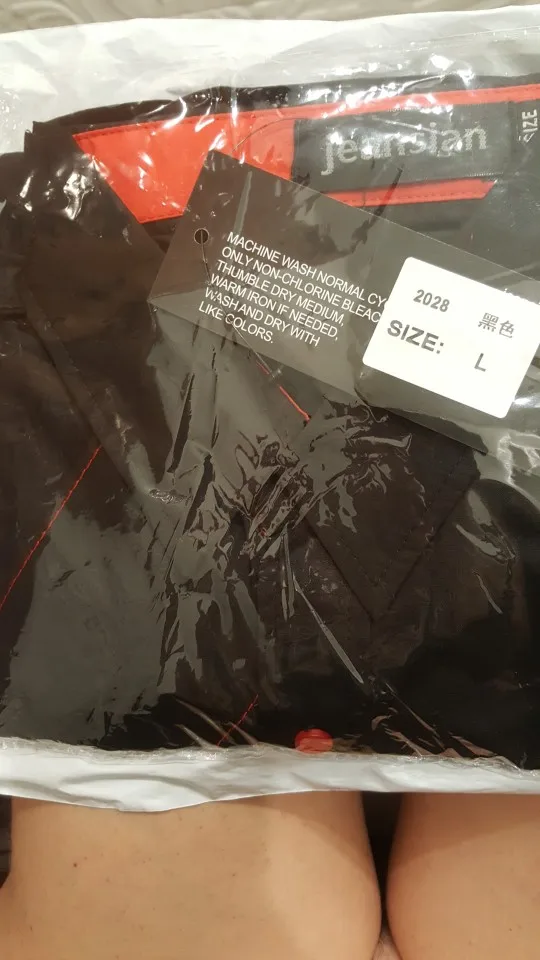 jeansian
SIZE
MACHINE WASH NORMAL CY
ONLY NON-CHLORINE BLEAC
THUMBLE DRY MEDIUM,
WARM IRON IF NEEDED,
WASH AND DRY WITH
LIKE COLORS.
2028 黑色
SIZE: L